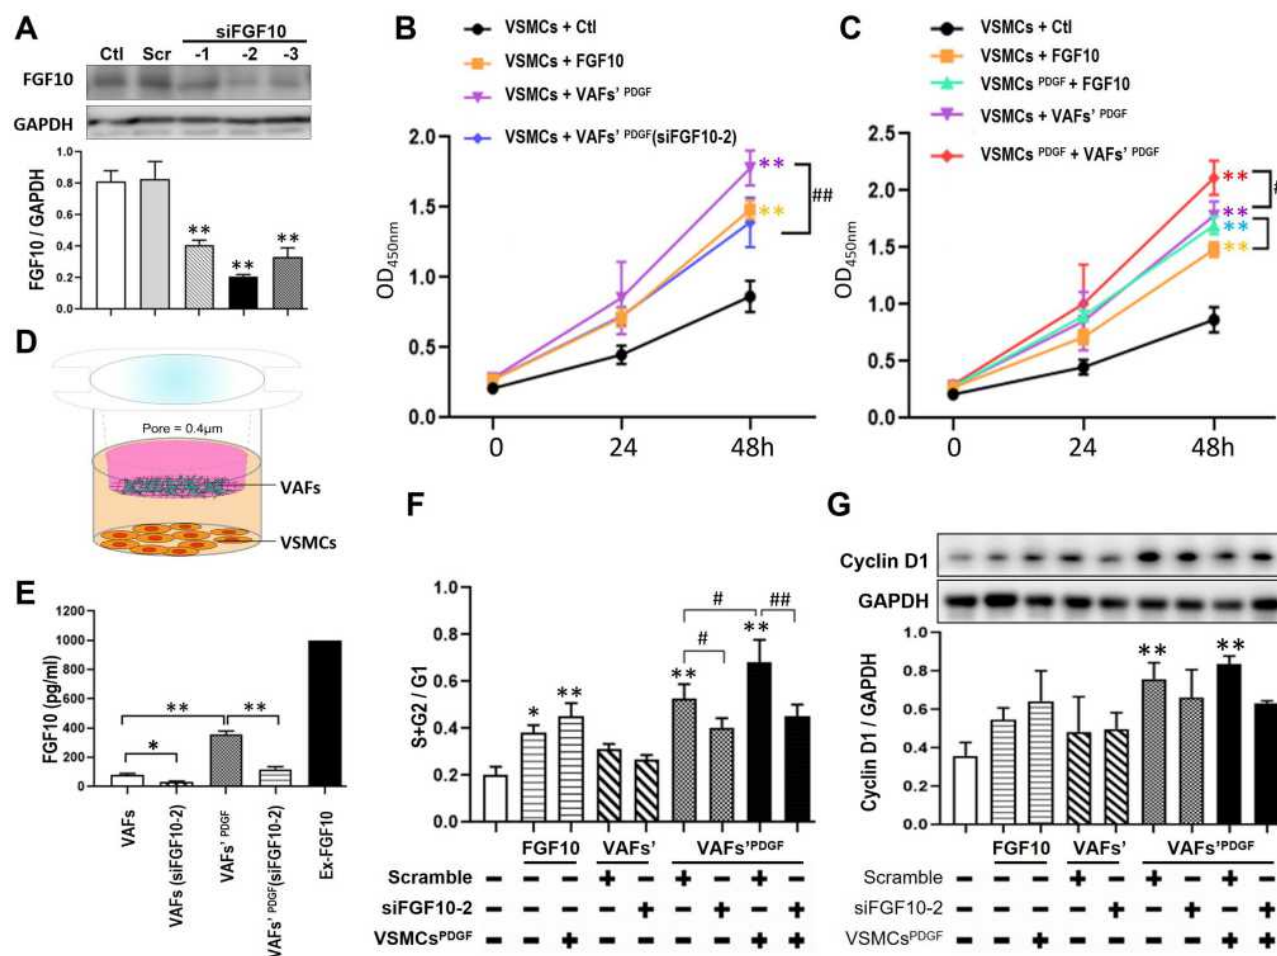 A
siFGF10
Ctl Scr -1 -2 -3
FGF10
GAPDH
FGF10 / GAPDH
1.0
0.8
0.6
0.4
0.2
0.0
** ** **
B
VSMCs + Ctl
VSMCs + FGF10
VSMCs + VAFs' PDGF
VSMCs + VAFs' PDGF(siFGF10-2)
OD450nm
2.0
1.5
1.0
0.5
0.0
0 24 48h
**
**
##
C
VSMCs + Ctl
VSMCs + FGF10
VSMCs PDGF + FGF10
VSMCs + VAFs' PDGF
VSMCs PDGF + VAFs' PDGF
OD450nm
2.5
2.0
1.5
1.0
0.5
0.0
0 24 48h
**
**
**
**
D
Pore = 0.4μm
VAFs
VSMCs
E
FGF10 (pg/ml)
1200
1000
800
600
400
200
0
**
* **
VAFs
VAFs (siFGF10-2)
VAFs' PDGF
VAFs' PDGF(siFGF10-2)
Ex-FGF10
F
S+G2 / G1
1.0
0.8
0.6
0.4
0.2
0.0
# ##
* ** ** # **
FGF10 VAFs' VAFs'PDGF
Scramble - - - + - + - + -
siFGF10-2 - - - - + - + - +
VSMCsPDGF - - + - - - - + +
G
Cyclin D1
GAPDH
Cyclin D1 / GAPDH
1.0
0.8
0.6
0.4
0.2
0.0
** **
FGF10 VAFs' VAFs'PDGF
Scramble - - - + - + - + -
siFGF10-2 - - - - + - + - +
VSMCsPDGF - - + - - - - + +